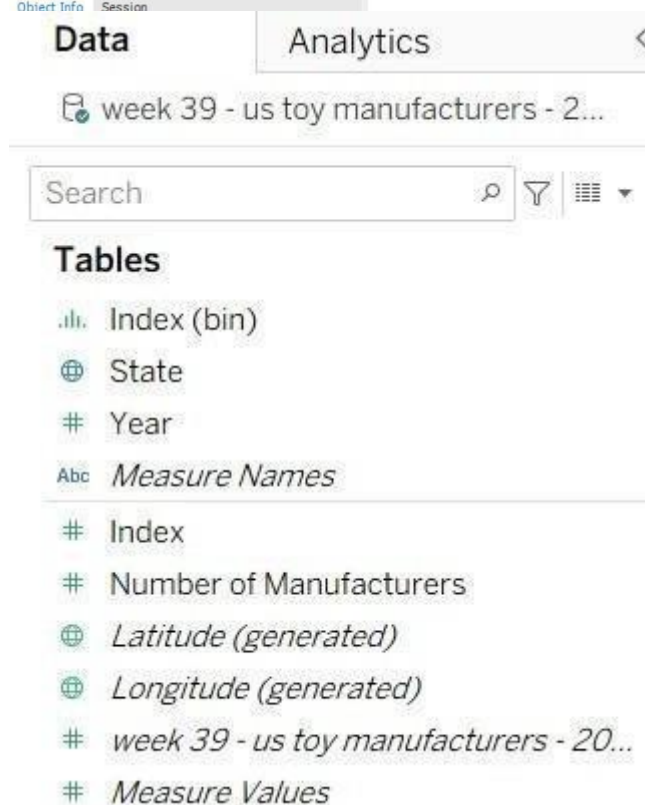 Object Info Session
Data Analytics
week 39 - us toy manufacturers - 2...
Search
Tables
Index (bin)
State
# Year
Abc Measure Names
# Index
# Number of Manufacturers
Latitude (generated)
Longitude (generated)
# week 39 - us toy manufacturers - 20...
# Measure Values